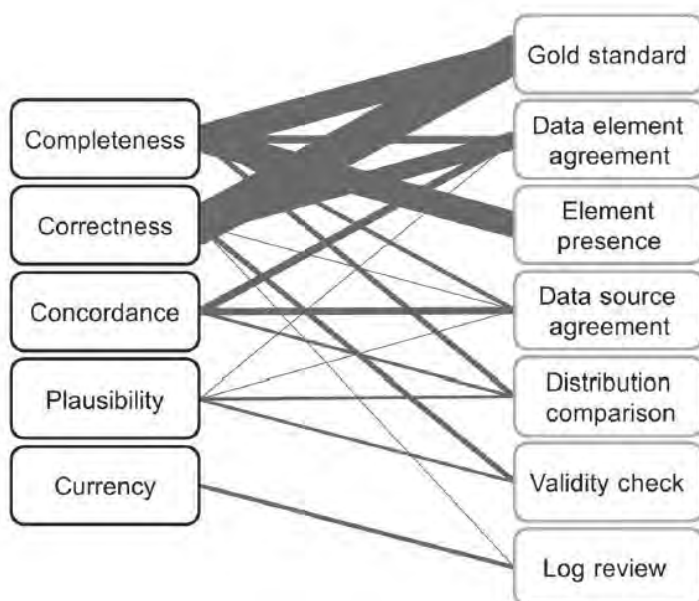 Completeness
Correctness
Concordance
Plausibility
Currency
Gold standard
Data element
agreement
Element
presence
Data source
agreement
Distribution
comparison
Validity check
Log review